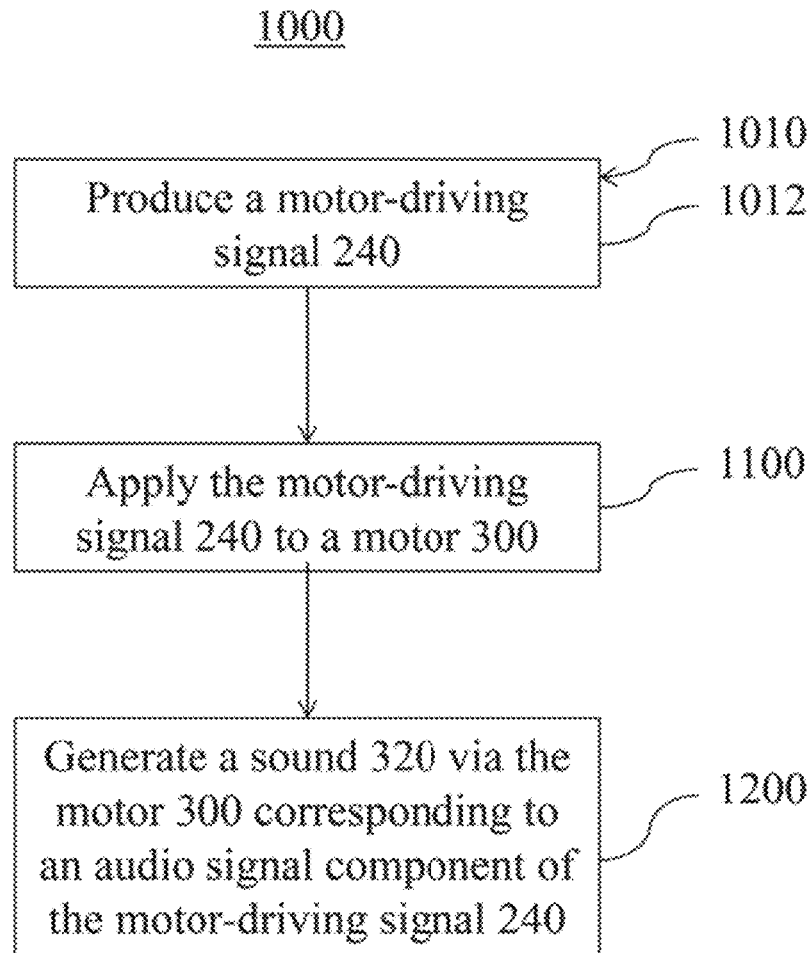 1000
1010
Produce a motor-driving
signal 240
1012
Apply the motor-driving
signal 240 to a motor 300
1100
Generate a sound 320 via the
motor 300 corresponding to
an audio signal component of
the motor-driving signal 240
1200